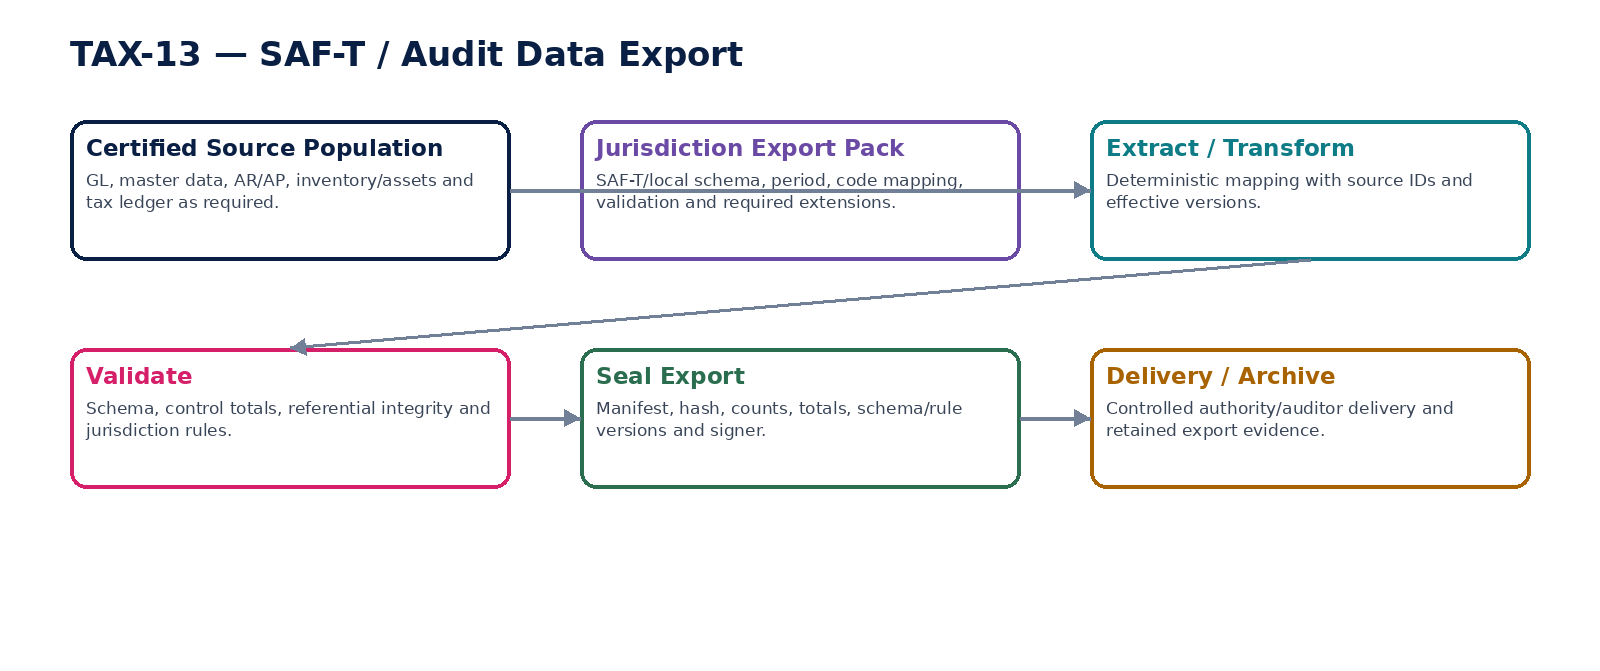 TAX-13 — SAF-T / Audit Data Export
Certified Source Population
GL, master data, AR/AP, inventory/assets and
tax ledger as required.
Jurisdiction Export Pack
SAF-T/local schema, period, code mapping,
validation and required extensions.
Extract / Transform
Deterministic mapping with source IDs and
effective versions.
Validate
Schema, control totals, referential integrity and
jurisdiction rules.
Seal Export
Manifest, hash, counts, totals, schema/rule
versions and signer.
Delivery / Archive
Controlled authority/auditor delivery and
retained export evidence.